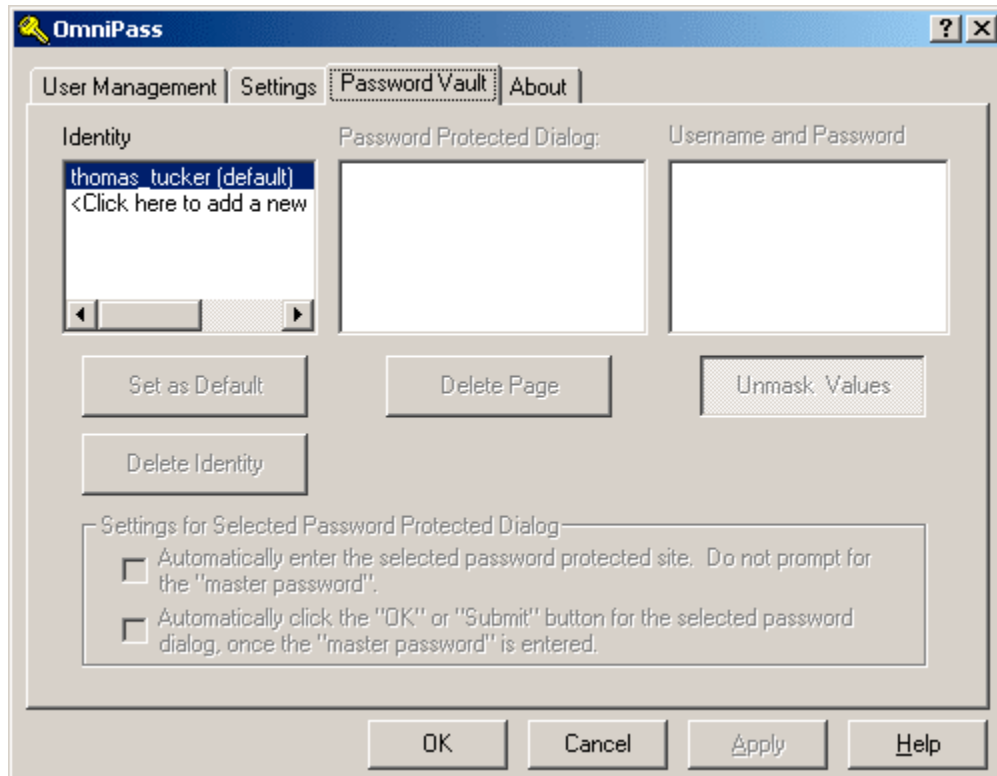 OmniPass
User Management Settings Password Vault About
Identity Password Protected Dialog: Username and Password
thomas_tucker (default)
<Click here to add a new
Set as Default Delete Page Unmask Values
Delete Identity
Settings for Selected Password Protected Dialog
Automatically enter the selected password protected site. Do not prompt for
the "master password".
Automatically click the "OK" or "Submit" button for the selected password
dialog, once the "master password" is entered.
OK Cancel Apply Help